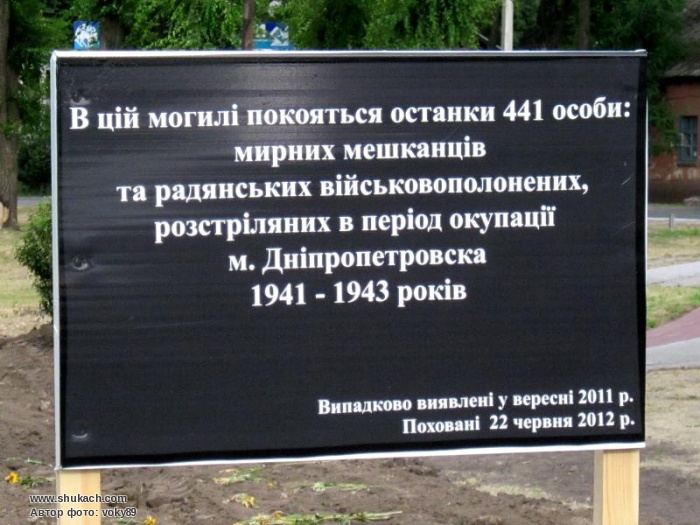 В цій могилі покояться останки 441 особи:
мирних мешканців
та радянських військовополонених,
розстріляних в період окупації
м. Дніпропетровска
1941 - 1943 років
Випадково виявлені у вересні 2011 р.
Поховані 22 червня 2012 р.
www.shukach.com
Автор фото: voky89